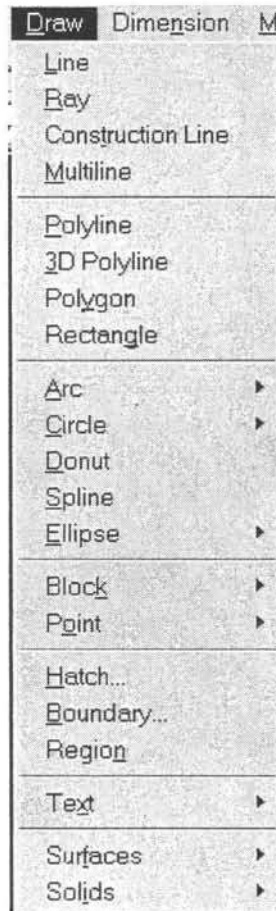 Draw Dimension M
Line
Ray
Construction Line
Multiline
Polyline
3D Polyline
Polygon
Rectangle
Arc
Circle
Donut
Spline
Ellipse
Block
Point
Hatch...
Boundary...
Region
Text
Surfaces
Solids